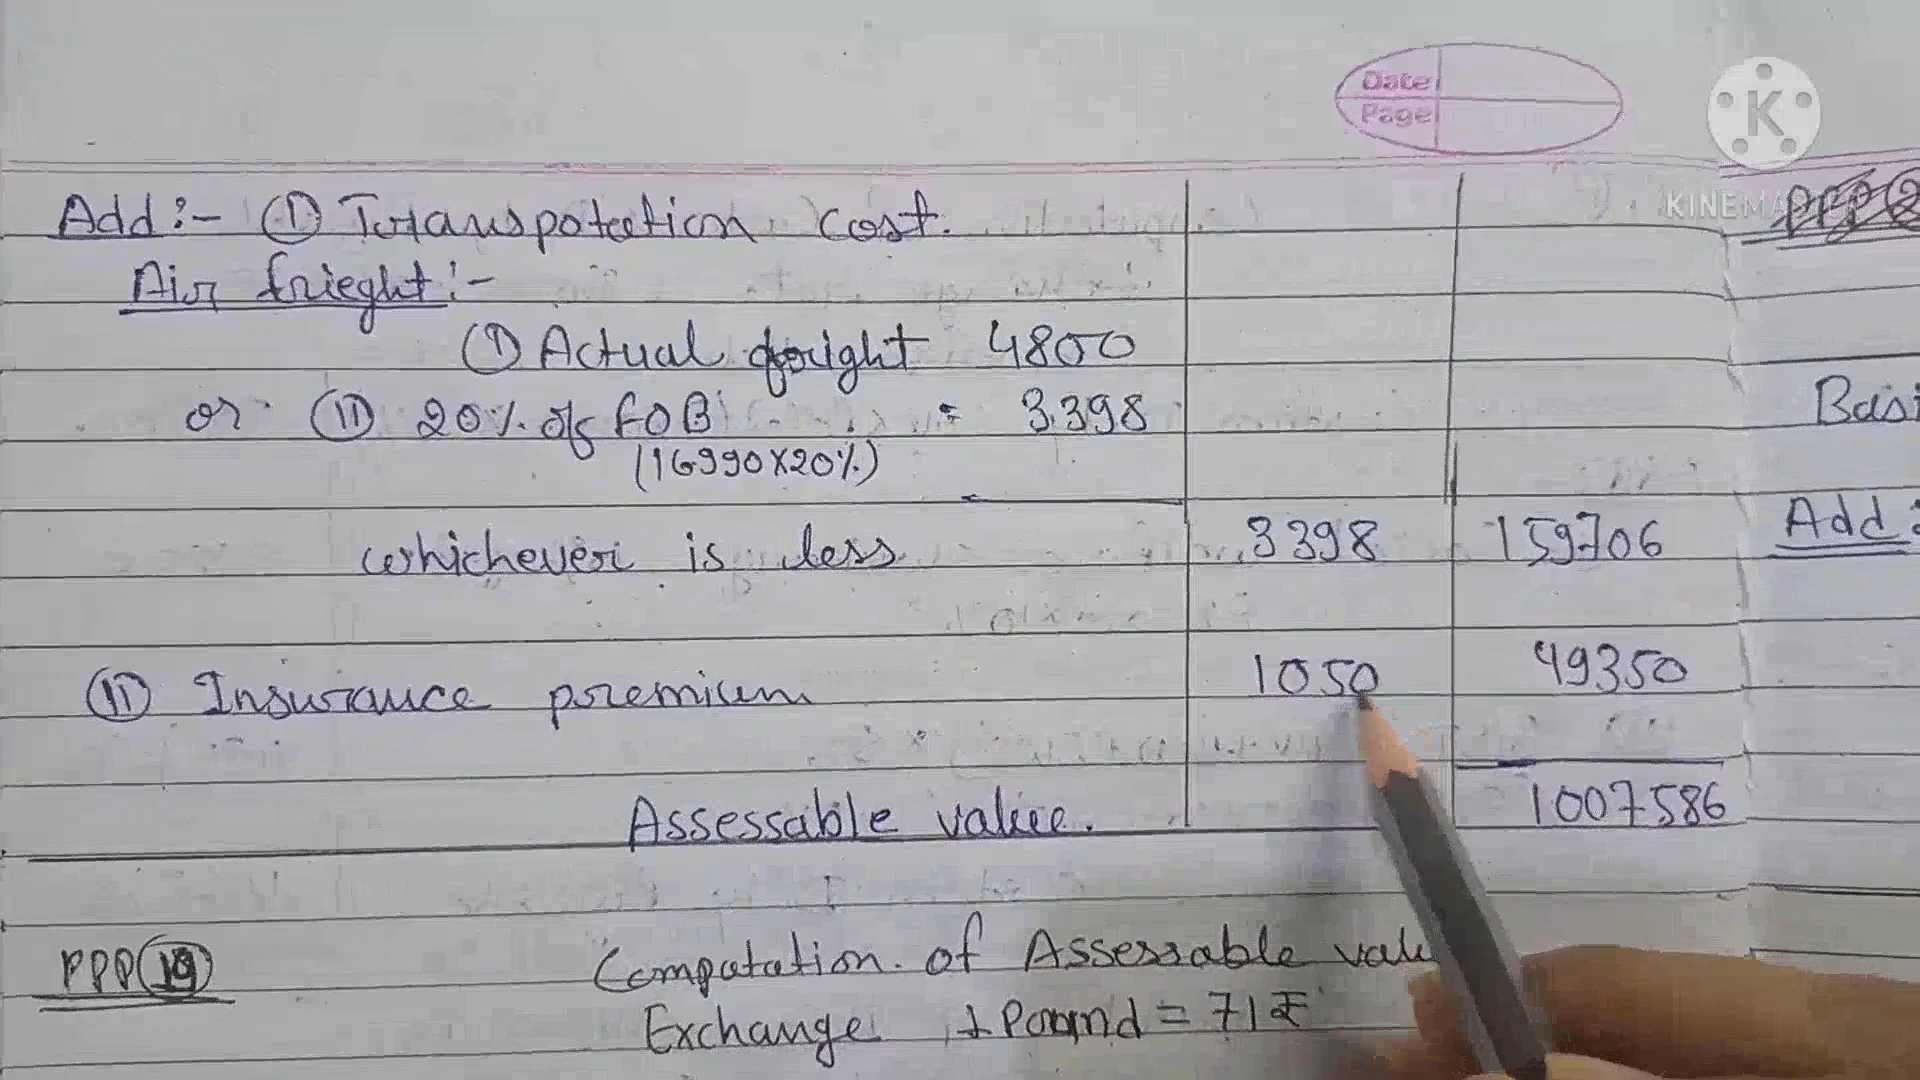 Date
Page
K
KINEMA
Add :- (I) Transpotation cost.
Air frieght :-
(I) Actual fright 4800
or (II) 20% of FOB = 3398
(16990X20%)
whichever is less 3398 159706
(II) Insurance premium 1050 49350
Assessable value. 1007586
PPP (19) Computation of Assessable valu
Exchange 1 Pound = 71₹
Basi
Add :